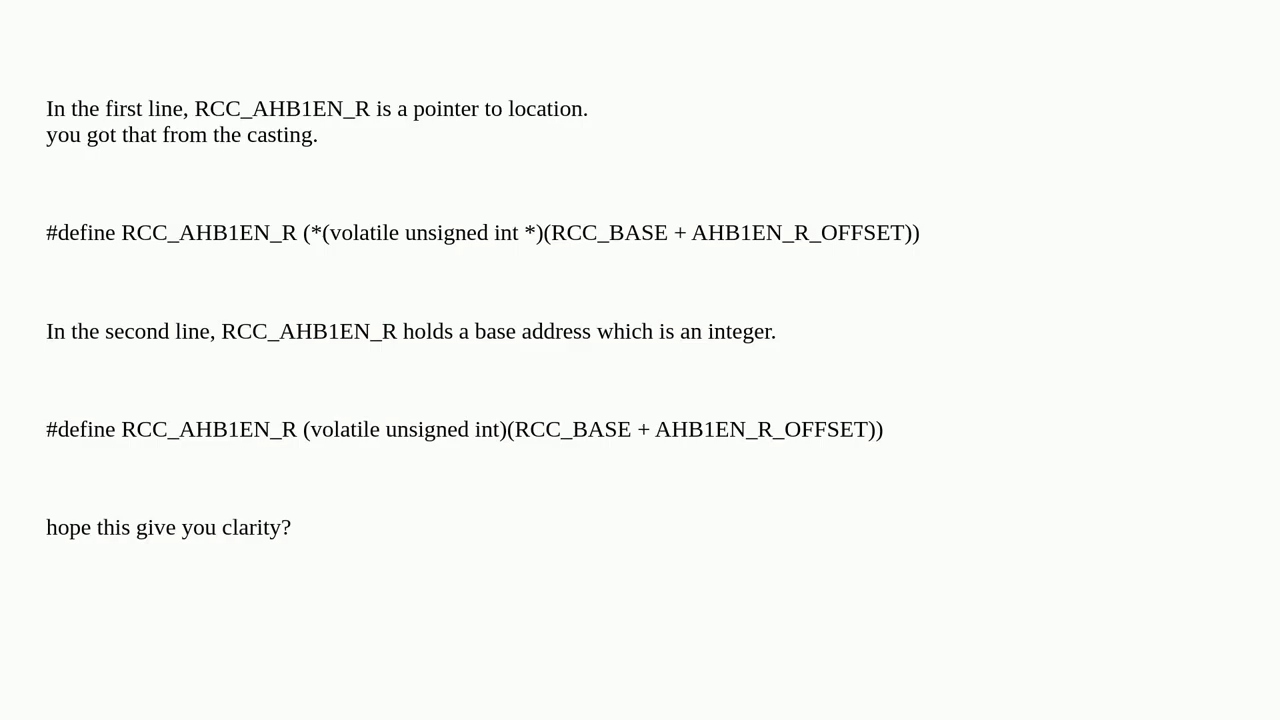 In the first line, RCC_AHB1EN_R is a pointer to location.
you got that from the casting.
#define RCC_AHB1EN_R (*(volatile unsigned int *)(RCC_BASE + AHB1EN_R_OFFSET))
In the second line, RCC_AHB1EN_R holds a base address which is an integer.
#define RCC_AHB1EN_R (volatile unsigned int)(RCC_BASE + AHB1EN_R_OFFSET))
hope this give you clarity?